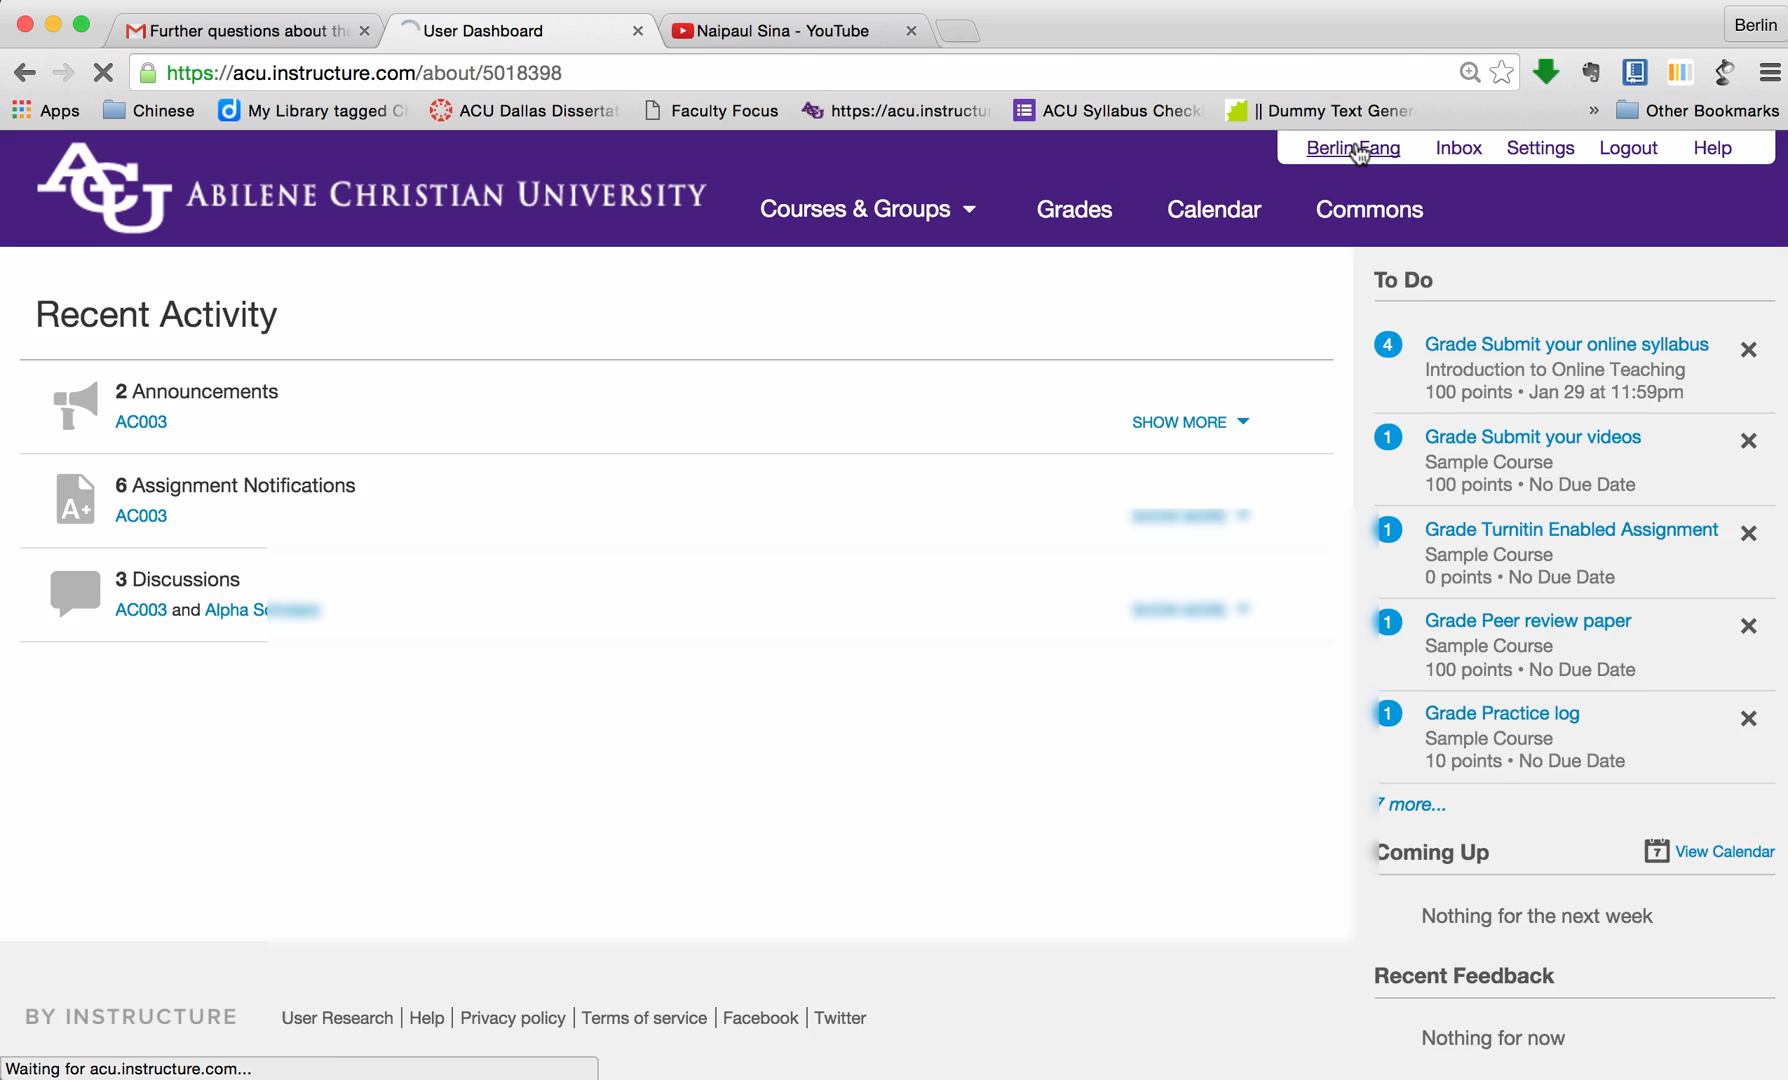 Further questions about th
User Dashboard
Naipaul Sina - YouTube
Berlin
https://acu.instructure.com/about/5018398
Apps
Chinese
My Library tagged C
ACU Dallas Dissertat
Faculty Focus
https://acu.instructur
ACU Syllabus Check
|| Dummy Text Gener
»
Other Bookmarks
Berlin Fang
Inbox
Settings
Logout
Help
ACU
ABILENE CHRISTIAN UNIVERSITY
Courses & Groups
Grades
Calendar
Commons
Recent Activity
2 Announcements
AC003
SHOW MORE
6 Assignment Notifications
AC003
SHOW MORE
3 Discussions
AC003 and Alpha Scholars
SHOW MORE
To Do
4
Grade Submit your online syllabus
Introduction to Online Teaching
100 points • Jan 29 at 11:59pm
1
Grade Submit your videos
Sample Course
100 points • No Due Date
1
Grade Turnitin Enabled Assignment
Sample Course
0 points • No Due Date
1
Grade Peer review paper
Sample Course
100 points • No Due Date
1
Grade Practice log
Sample Course
10 points • No Due Date
7 more...
Coming Up
7
View Calendar
Nothing for the next week
Recent Feedback
Nothing for now
BY INSTRUCTURE
User Research | Help | Privacy policy | Terms of service | Facebook | Twitter
Waiting for acu.instructure.com...